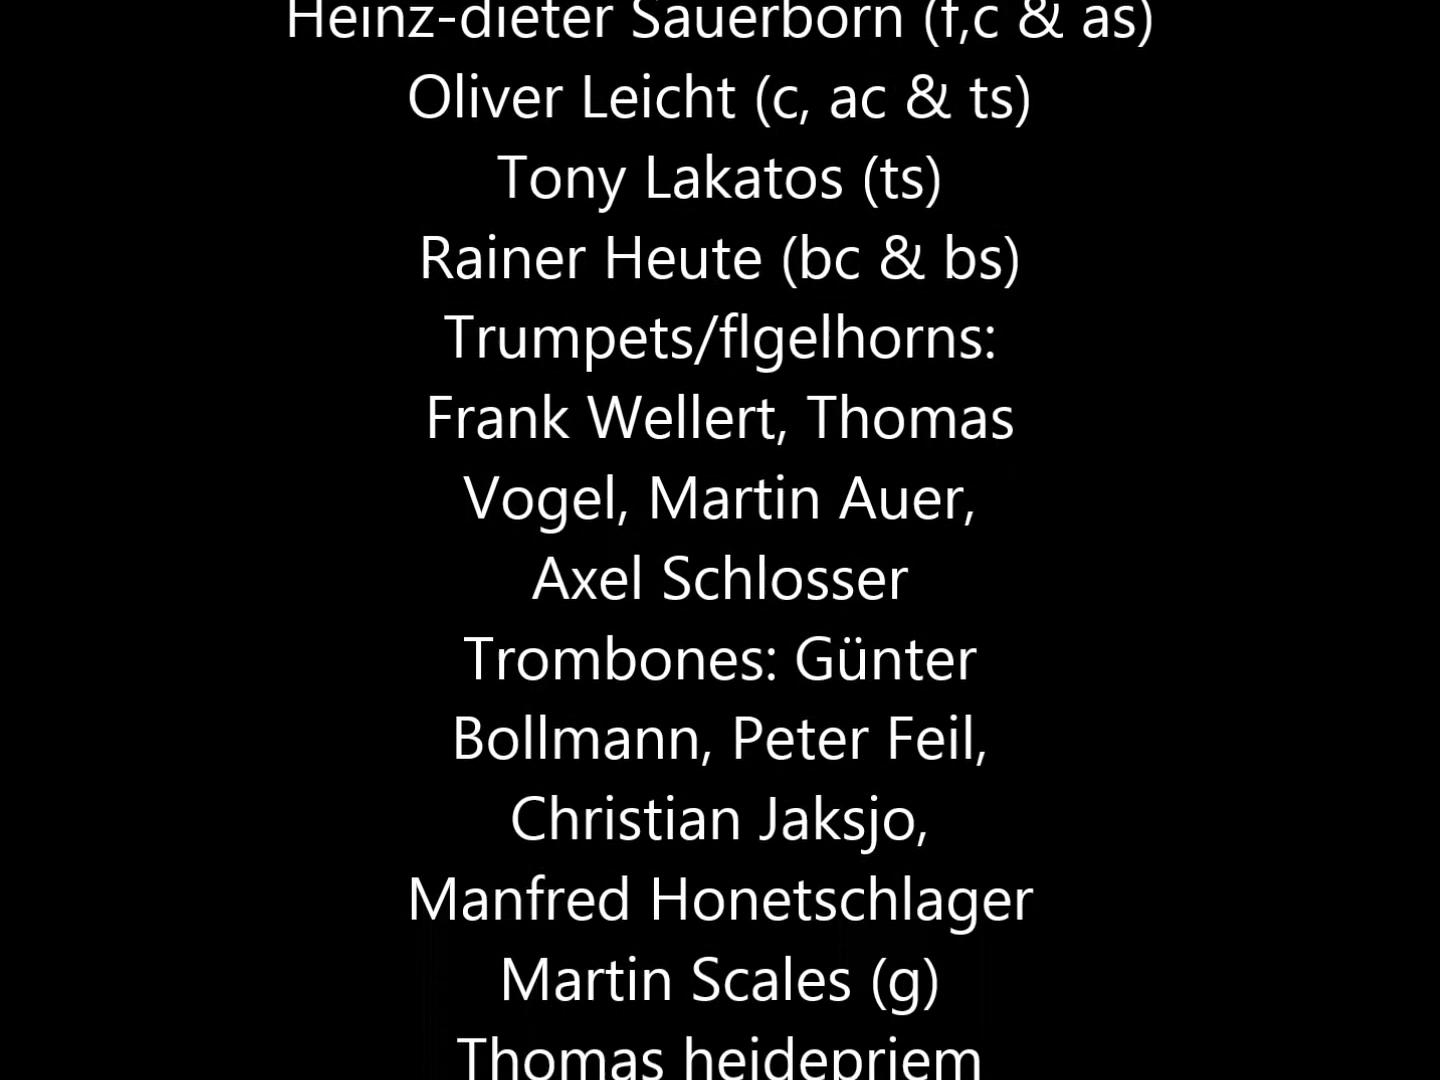 Heinz-dieter Sauerborn (f,c & as)
Oliver Leicht (c, ac & ts)
Tony Lakatos (ts)
Rainer Heute (bc & bs)
Trumpets/flgelhorns:
Frank Wellert, Thomas
Vogel, Martin Auer,
Axel Schlosser
Trombones: Günter
Bollmann, Peter Feil,
Christian Jaksjo,
Manfred Honetschlager
Martin Scales (g)
Thomas heidepriem